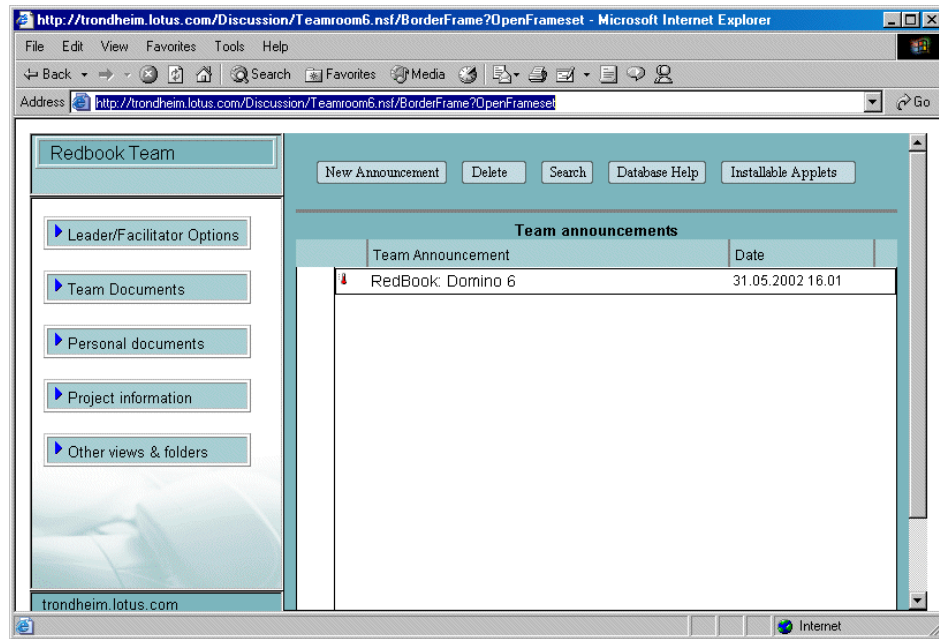 http://trondheim.lotus.com/Discussion/Teamroom6.nsf/BorderFrame?OpenFrameset - Microsoft Internet Explorer
File Edit View Favorites Tools Help
Back Search Favorites Media
Address http://trondheim.lotus.com/Discussion/Teamroom6.nsf/BorderFrame?OpenFrameset Go
Redbook Team
New Announcement Delete Search Database Help Installable Applets
Team announcements
Team Announcement Date
RedBook: Domino 6 31.05.2002 16.01
Leader/Facilitator Options
Team Documents
Personal documents
Project information
Other views & folders
trondheim.lotus.com
Internet